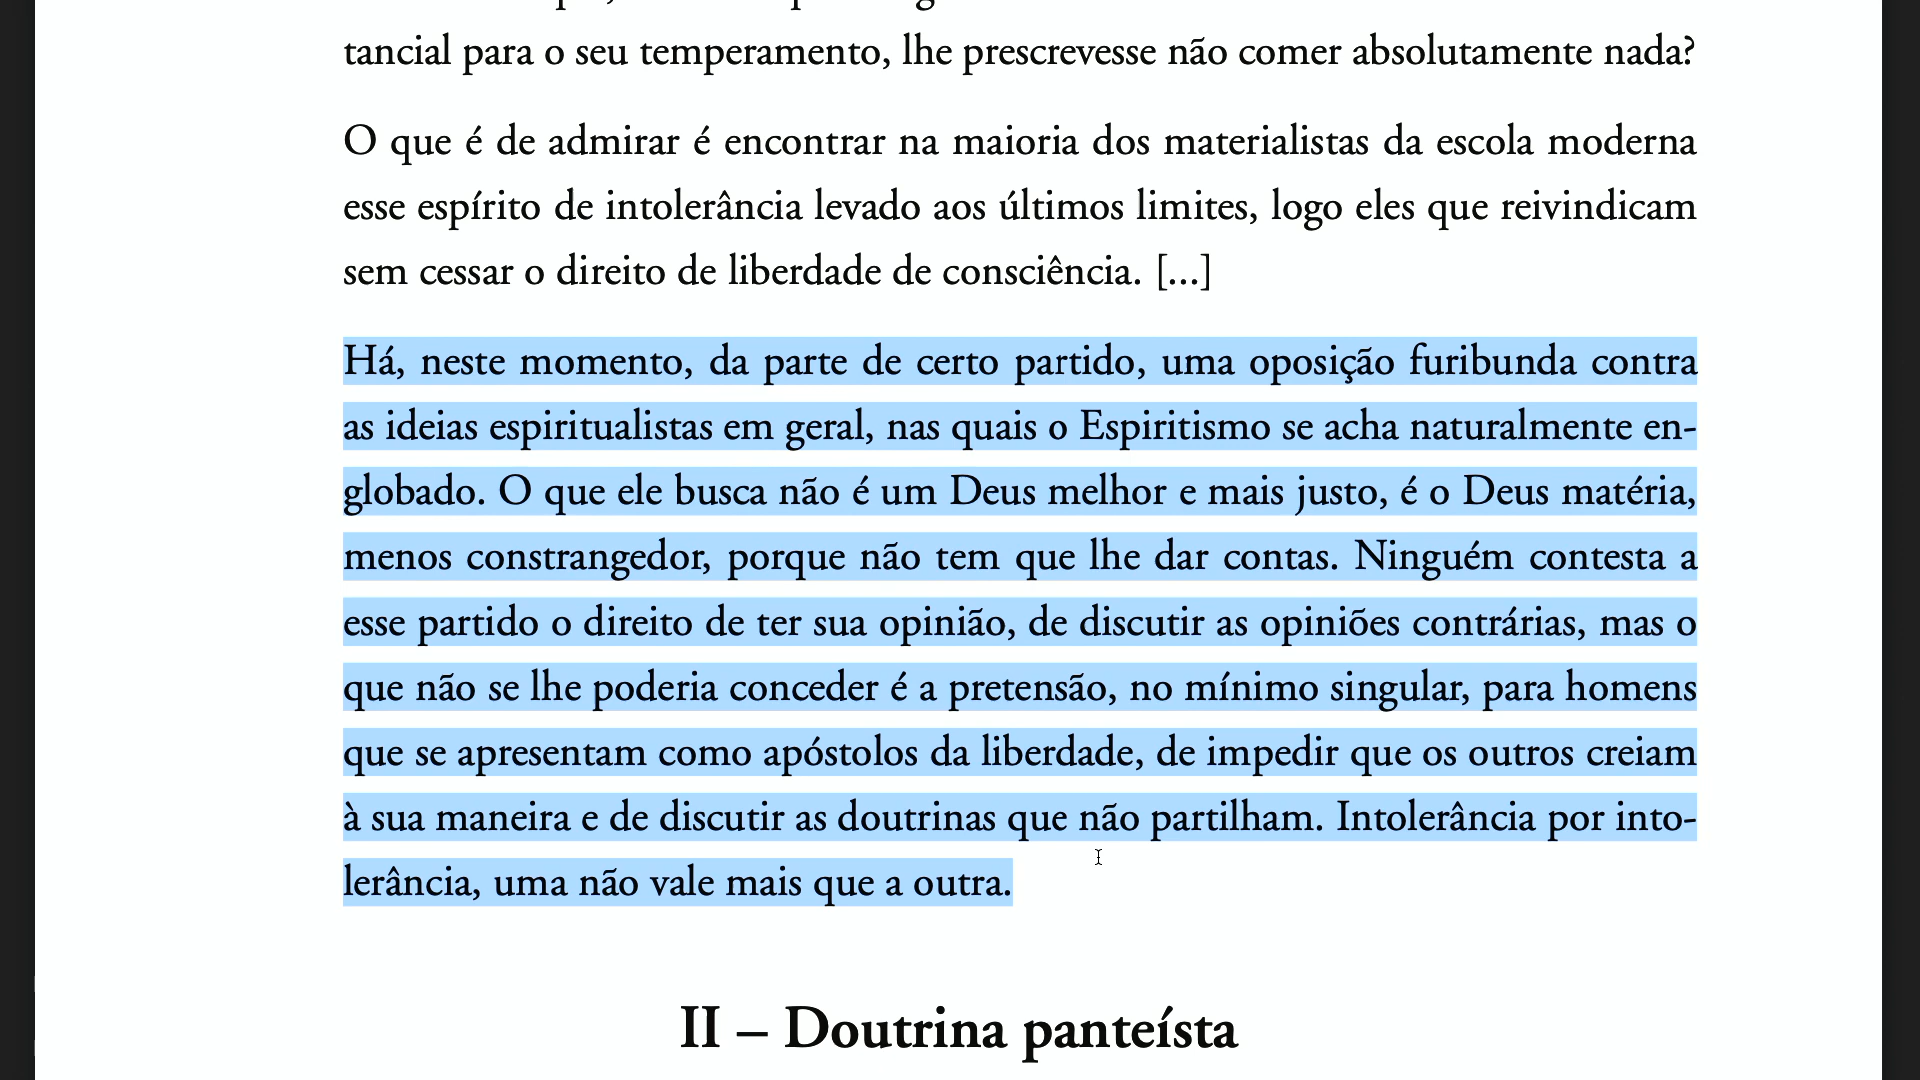 tancial para o seu temperamento, lhe prescrevesse não comer absolutamente nada?
O que é de admirar é encontrar na maioria dos materialistas da escola moderna
esse espírito de intolerância levado aos últimos limites, logo eles que reivindicam
sem cessar o direito de liberdade de consciência. [...]
Há, neste momento, da parte de certo partido, uma oposição furibunda contra
as ideias espiritualistas em geral, nas quais o Espiritismo se acha naturalmente en-
globado. O que ele busca não é um Deus melhor e mais justo, é o Deus matéria,
menos constrangedor, porque não tem que lhe dar contas. Ninguém contesta a
esse partido o direito de ter sua opinião, de discutir as opiniões contrárias, mas o
que não se lhe poderia conceder é a pretensão, no mínimo singular, para homens
que se apresentam como apóstolos da liberdade, de impedir que os outros creiam
à sua maneira e de discutir as doutrinas que não partilham. Intolerância por into-
lerância, uma não vale mais que a outra.
II – Doutrina panteísta